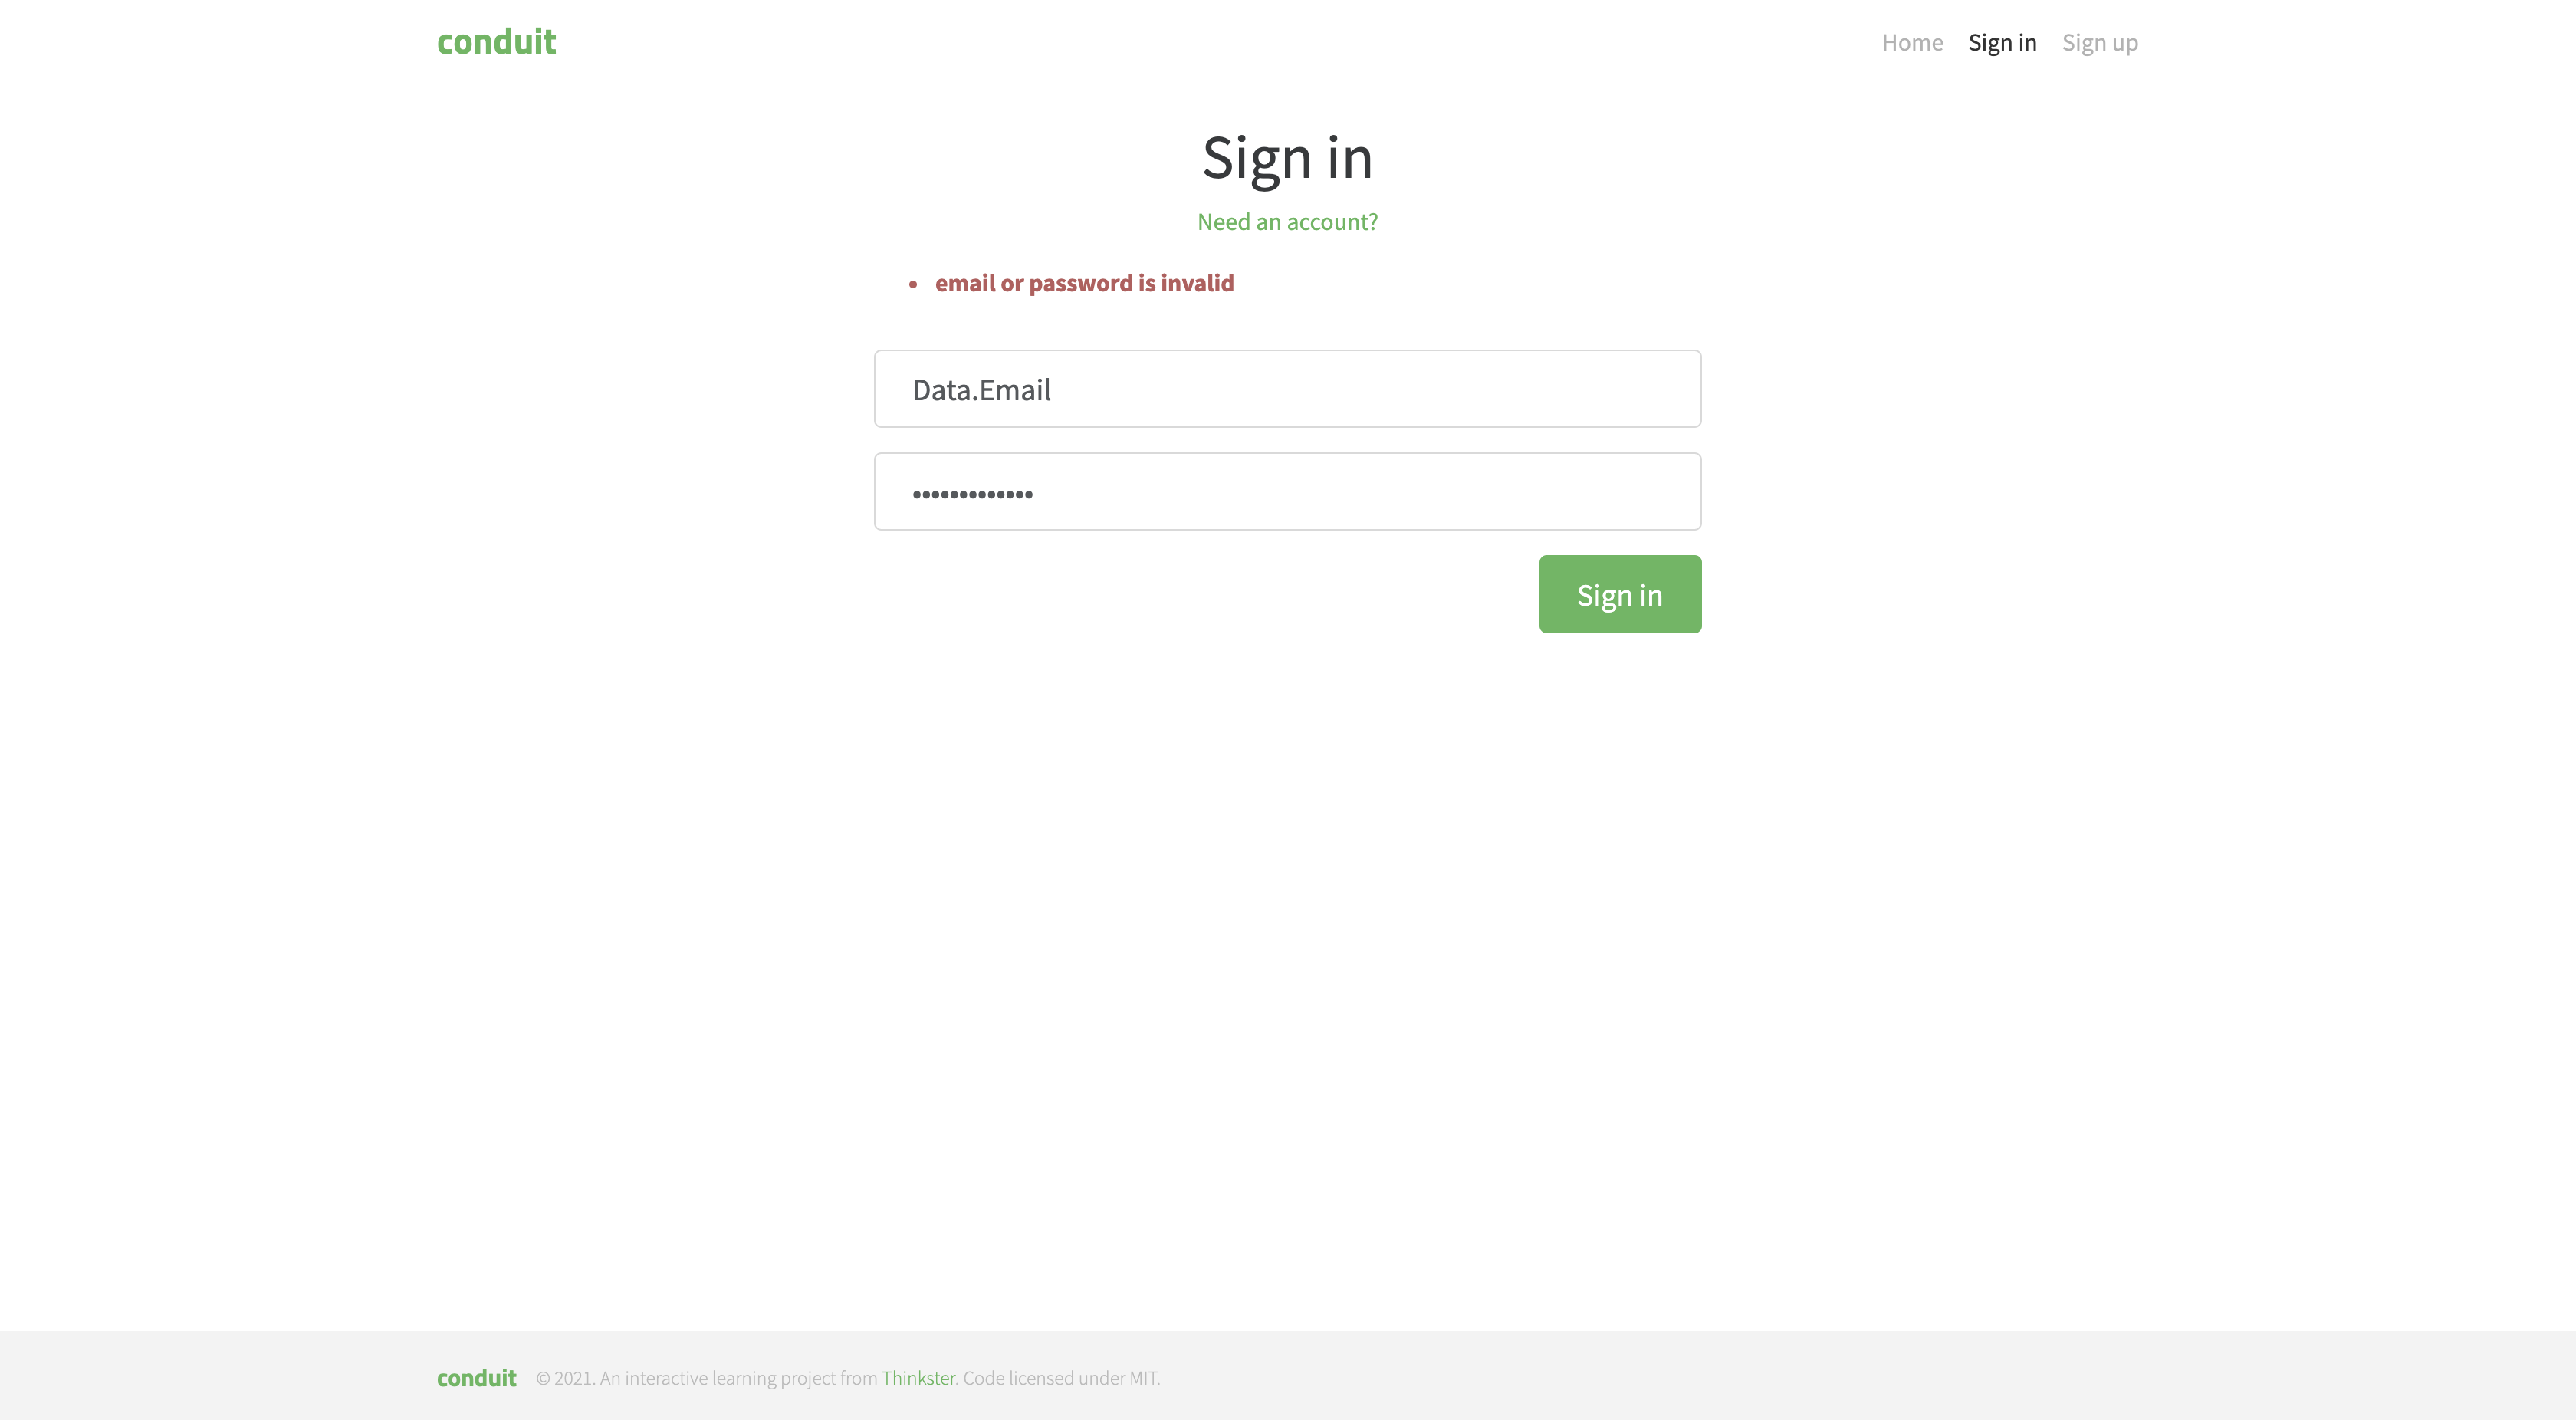 conduit
Home Sign in Sign up
Sign in
Need an account?
• email or password is invalid
Data.Email
•••••••••••••
Sign in
conduit © 2021. An interactive learning project from Thinkster. Code licensed under MIT.